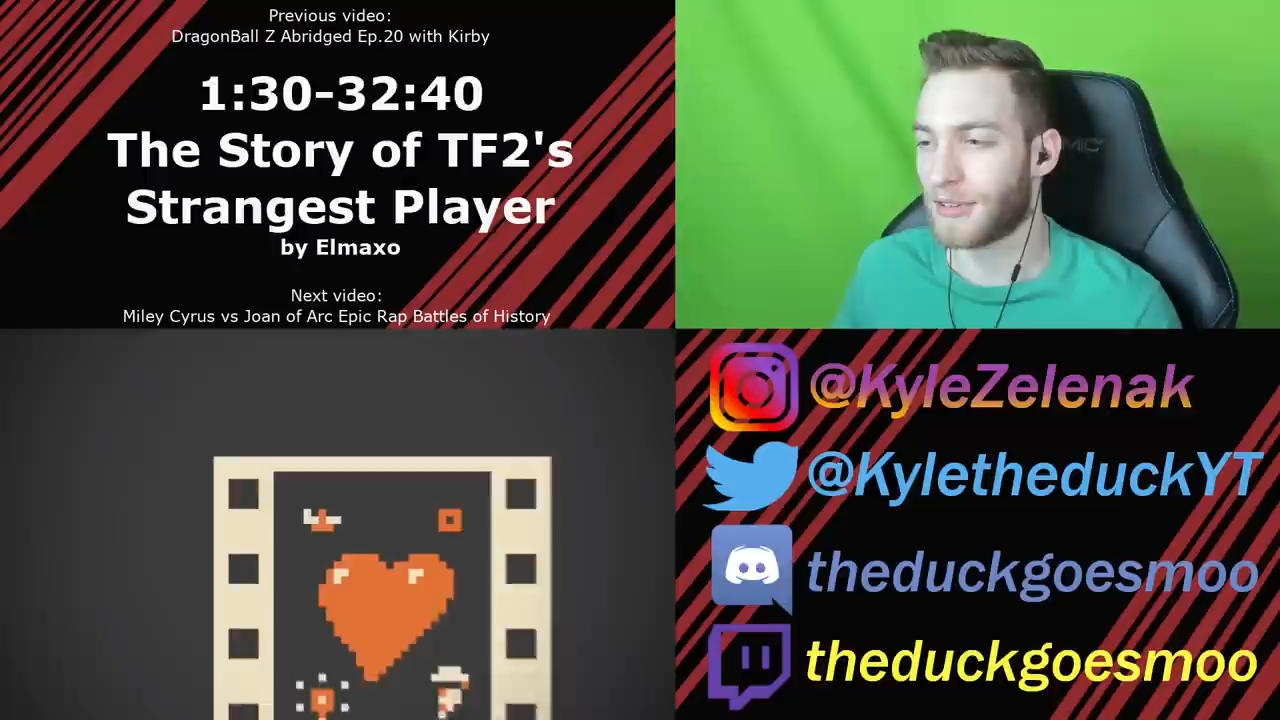 Previous video:
DragonBall Z Abridged Ep.20 with Kirby
1:30-32:40
The Story of TF2's
Strangest Player
by Elmaxo
Next video:
Miley Cyrus vs Joan of Arc Epic Rap Battles of History
@KyleZelenak
@KyletheduckYT
theduckgoesmoo
theduckgoesmoo